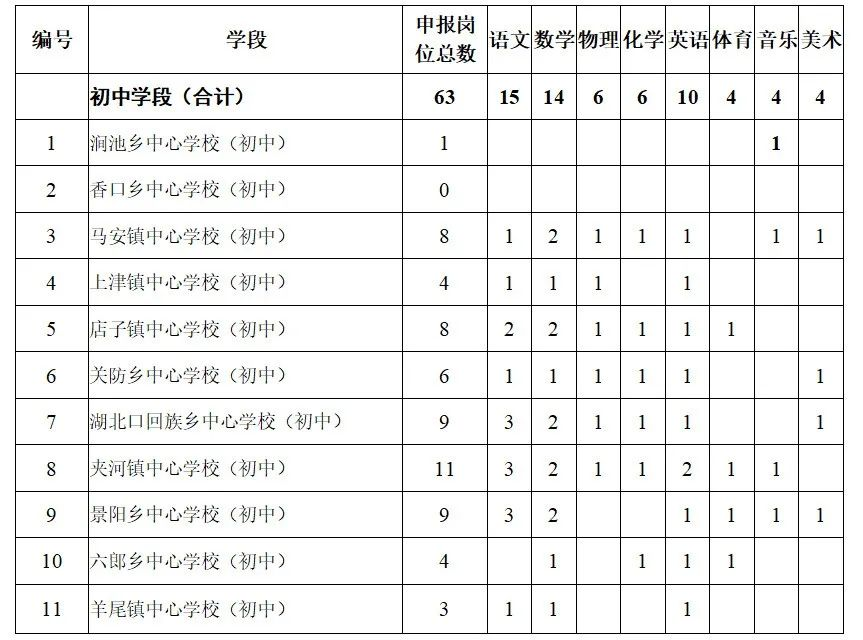 编号 学段 申报岗位总数 语文 数学 物理 化学 英语 体育 音乐 美术
初中学段（合计） 63 15 14 6 6 10 4 4 4
1 涧池乡中心学校（初中） 1 1
2 香口乡中心学校（初中） 0
3 马安镇中心学校（初中） 8 1 2 1 1 1 1 1
4 上津镇中心学校（初中） 4 1 1 1 1
5 店子镇中心学校（初中） 8 2 2 1 1 1 1
6 关防乡中心学校（初中） 6 1 1 1 1 1 1
7 湖北口回族乡中心学校（初中） 9 3 2 1 1 1 1
8 夹河镇中心学校（初中） 11 3 2 1 1 2 1 1
9 景阳乡中心学校（初中） 9 3 2 1 1 1 1
10 六郎乡中心学校（初中） 4 1 1 1 1
11 羊尾镇中心学校（初中） 3 1 1 1